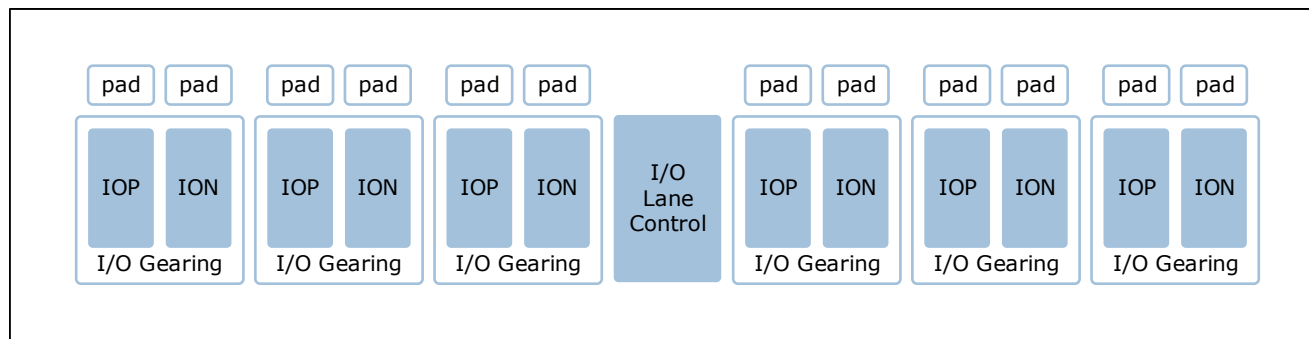 pad pad pad pad pad pad pad pad pad pad pad pad
IOP ION IOP ION IOP ION I/O IOP ION IOP ION IOP ION
Lane
Control
I/O Gearing I/O Gearing I/O Gearing I/O Gearing I/O Gearing I/O Gearing